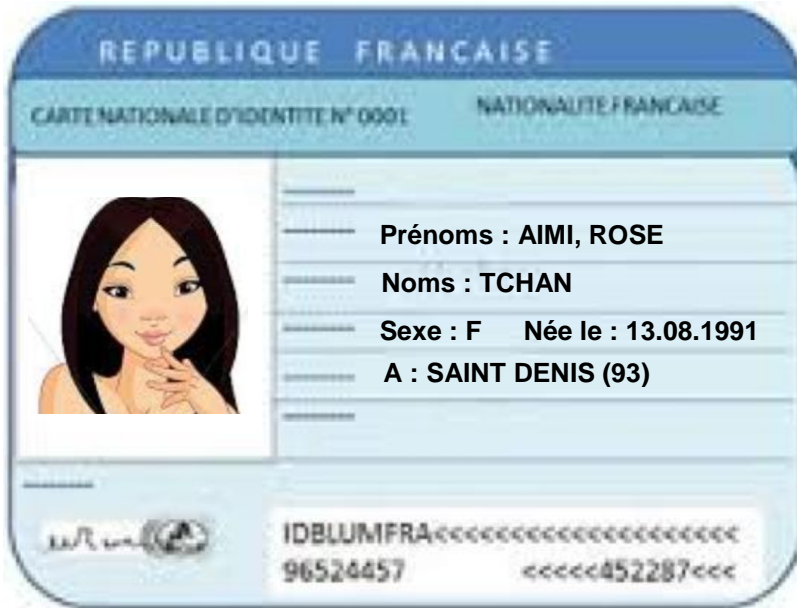 REPUBLIQUE FRANCAISE
CARTE NATIONALE D'IDENTITE N° 0001 NATIONALITE FRANCAISE
Prénoms : AIMI, ROSE
Noms : TCHAN
Sexe : F Née le : 13.08.1991
A : SAINT DENIS (93)
IDBLUMFRA<<<<<<<<<<<<<<<<<<<<<
96524457 <<<<<452287<<<